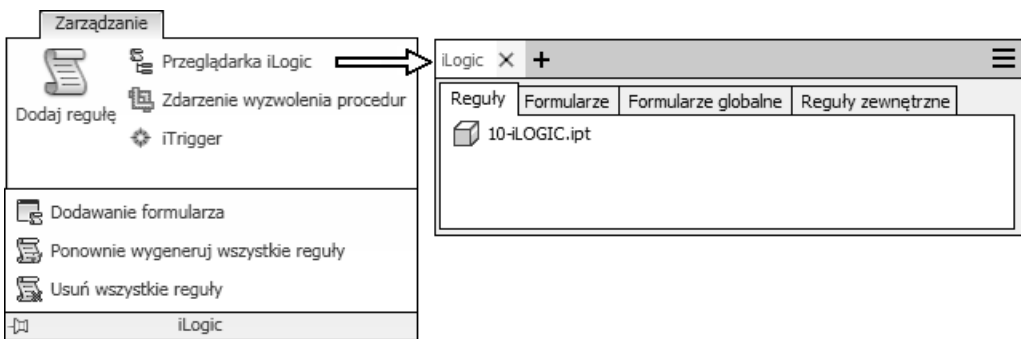 Zarządzanie
Dodaj regułę
Przeglądarka iLogic
Zdarzenie wyzwolenia procedur
iTrigger
Dodawanie formularza
Ponownie wygeneruj wszystkie reguły
Usuń wszystkie reguły
iLogic
iLogic
Reguły Formularze Formularze globalne Reguły zewnętrzne
10-iLOGIC.ipt